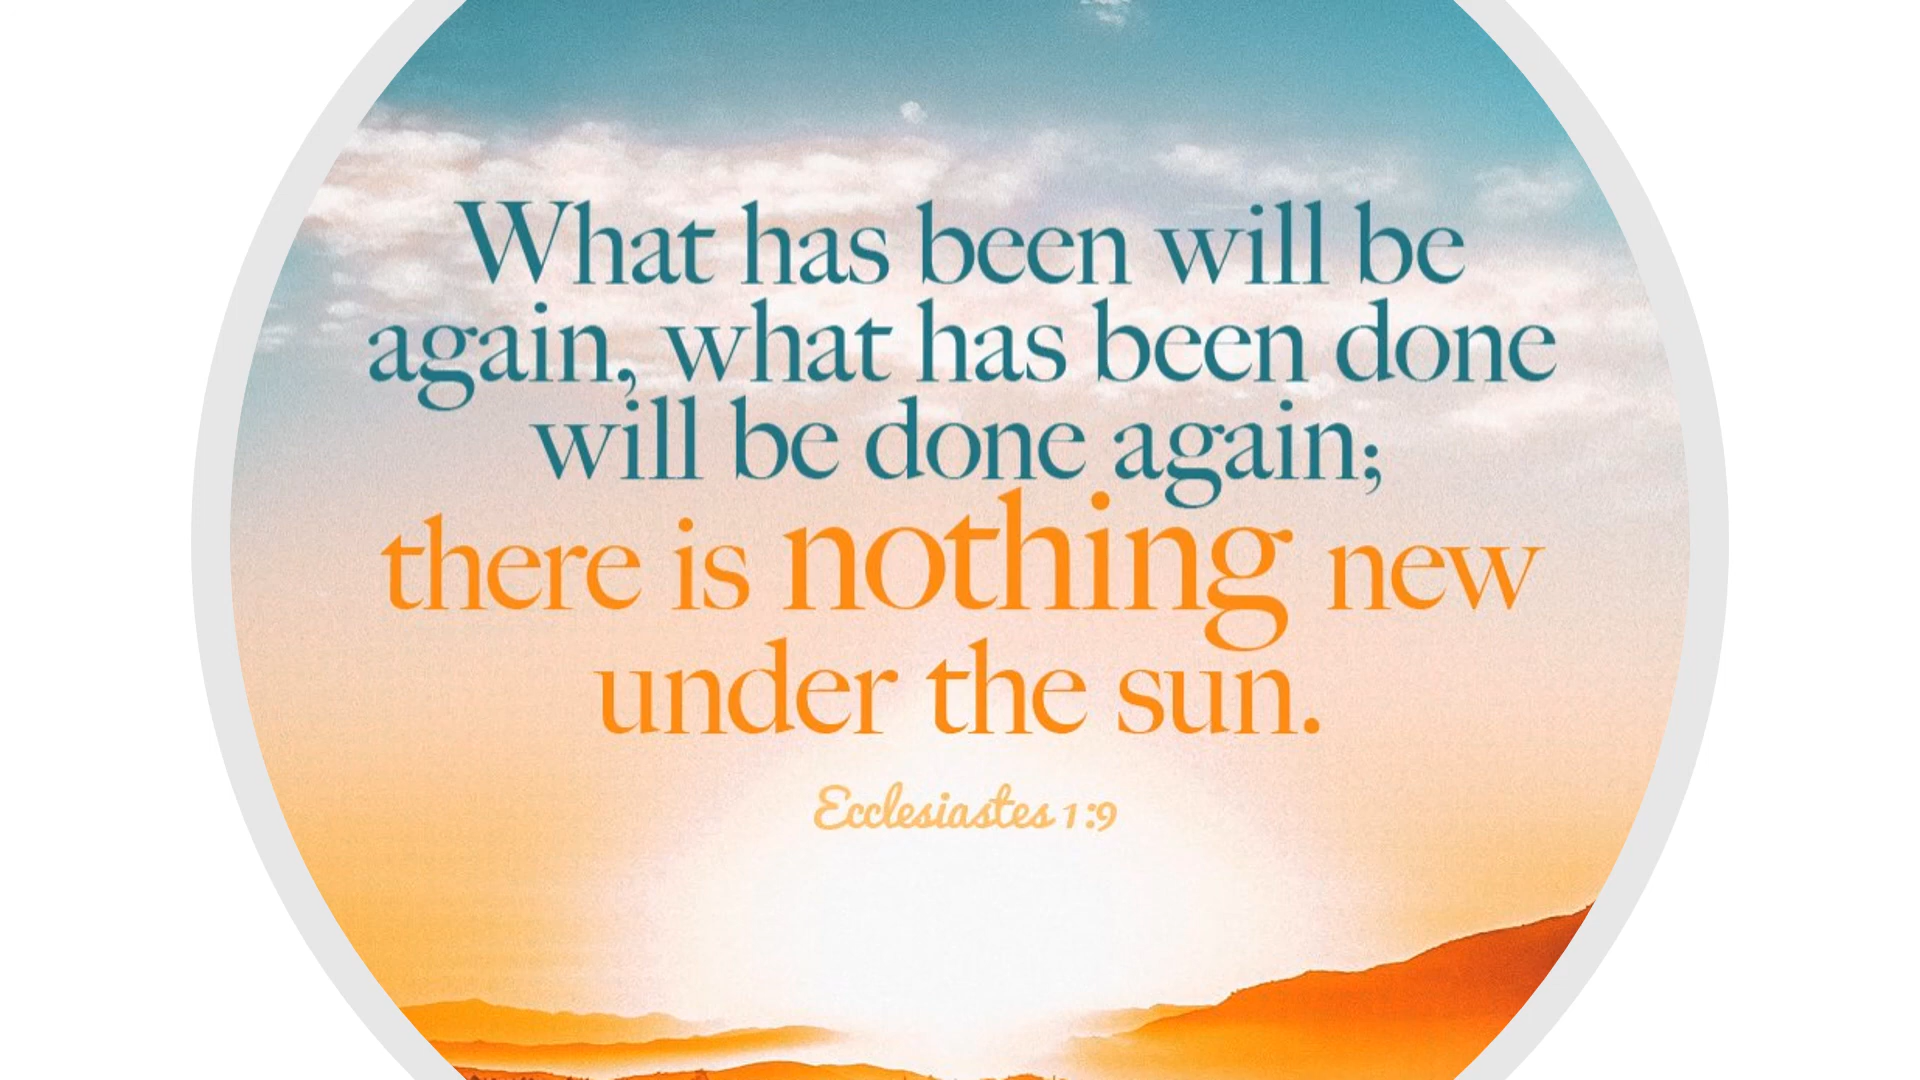 What has been will be
again, what has been done
will be done again;
there is nothing new
under the sun.
Ecclesiastes 1:9